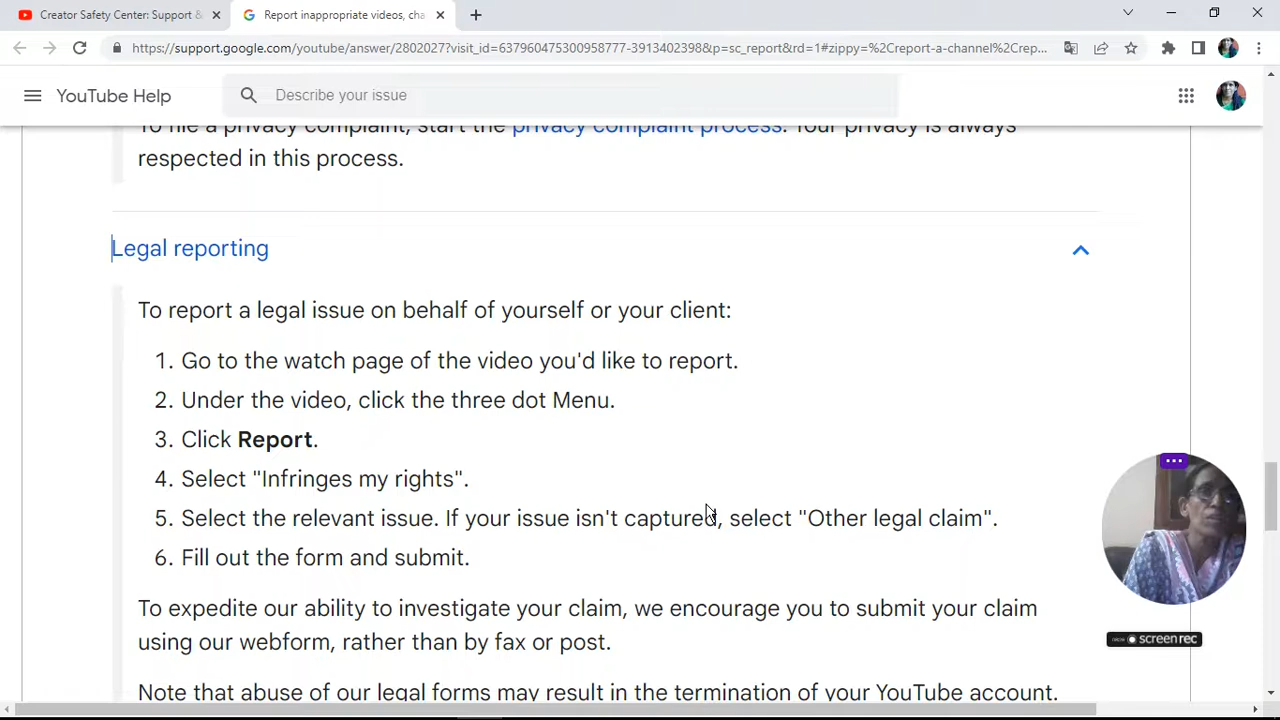 Creator Safety Center: Support &
Report inappropriate videos, cha
https://support.google.com/youtube/answer/2802027?visit_id=637760475300958777-3913402398&p=sc_report&rd=1#zippy=%2Creport-a-channel%2Crep...
YouTube Help
Describe your issue
To file a privacy complaint, start the privacy complaint process. Your privacy is always
respected in this process.
Legal reporting
To report a legal issue on behalf of yourself or your client:
1. Go to the watch page of the video you'd like to report.
2. Under the video, click the three dot Menu.
3. Click Report.
4. Select "Infringes my rights".
5. Select the relevant issue. If your issue isn't captured, select "Other legal claim".
6. Fill out the form and submit.
To expedite our ability to investigate your claim, we encourage you to submit your claim
using our webform, rather than by fax or post.
Note that abuse of our legal forms may result in the termination of your YouTube account.
screenrec